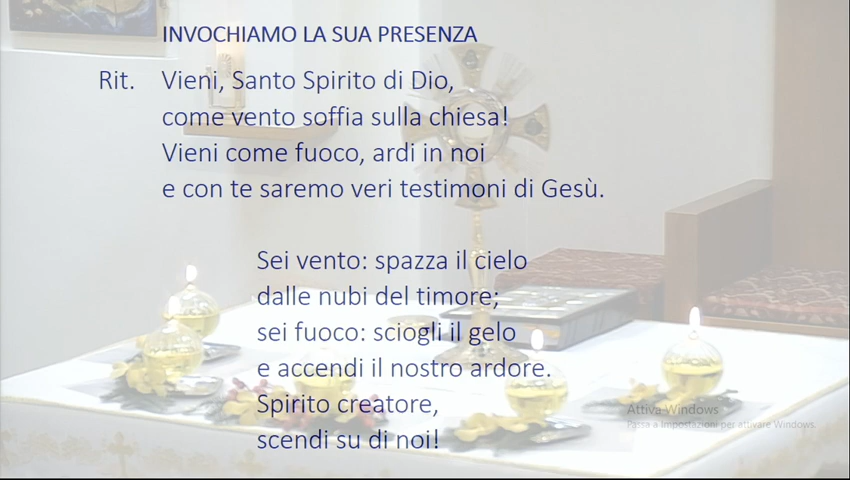 INVOCHIAMO LA SUA PRESENZA
Rit. Vieni, Santo Spirito di Dio,
come vento soffia sulla chiesa!
Vieni come fuoco, ardi in noi
e con te saremo veri testimoni di Gesù.
Sei vento: spazza il cielo
dalle nubi del timore;
sei fuoco: sciogli il gelo
e accendi il nostro ardore.
Spirito creatore,
scendi su di noi!
Attiva Windows
Passa a Impostazioni per attivare Windows.